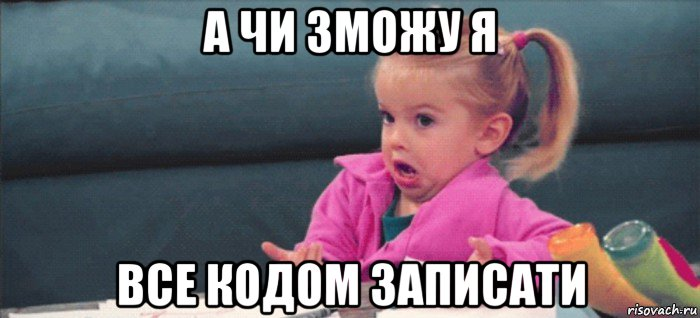 А ЧИ ЗМОЖУ Я
ВСЕ КОДОМ ЗАПИСАТИ
risovach.ru